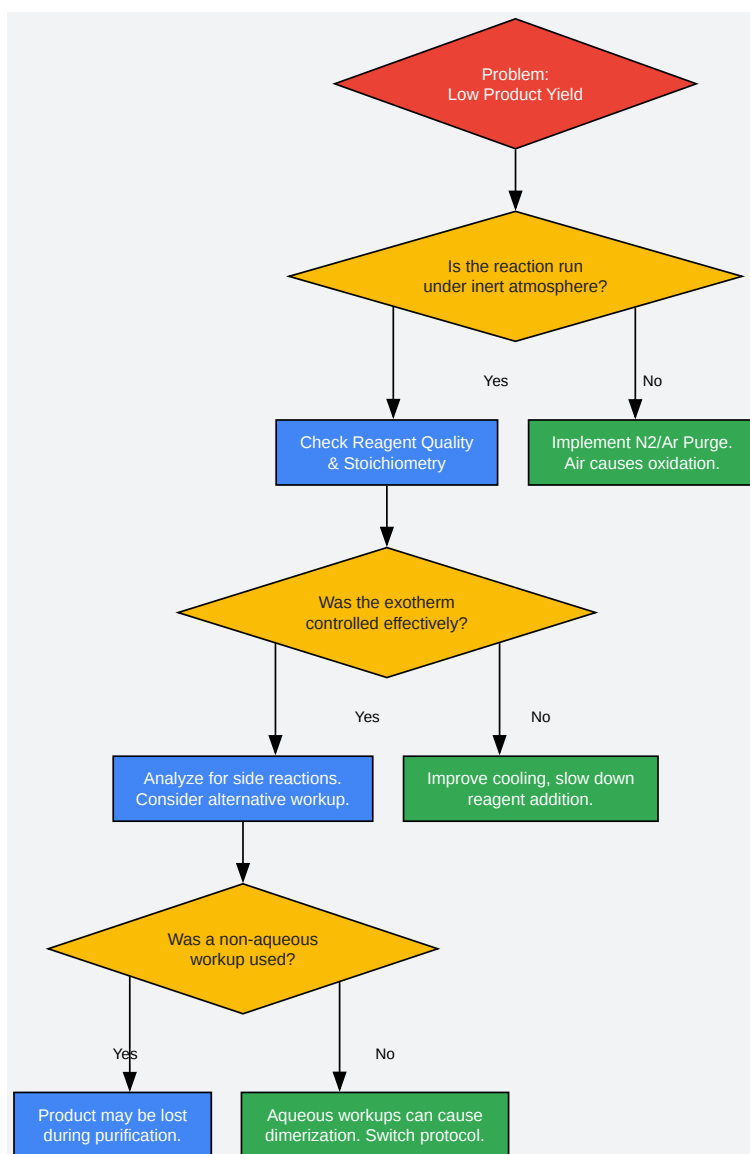 Problem:
Low Product Yield
Is the reaction run
under inert atmosphere?
Yes
No
Check Reagent Quality
& Stoichiometry
Implement N2/Ar Purge.
Air causes oxidation.
Was the exotherm
controlled effectively?
Yes
No
Analyze for side reactions.
Consider alternative workup.
Improve cooling, slow down
reagent addition.
Was a non-aqueous
workup used?
Yes
No
Product may be lost
during purification.
Aqueous workups can cause
dimerization. Switch protocol.